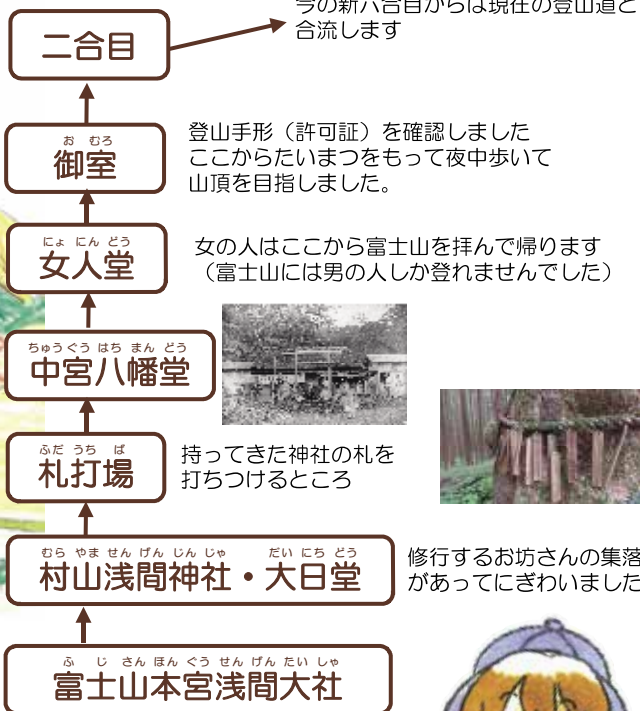 今の新六合目からは現在の登山道と
合流します
二合目
お むろ
御室
登山手形（許可証）を確認しました
ここからたいまつをもって夜中歩いて
山頂を目指しました。
にょ にん どう
女人堂
女の人はここから富士山を拝んで帰ります
（富士山には男の人しか登れませんでした）
ちゅうぐう はち まん どう
中宮八幡堂
ふだ うち ば
札打場
持ってきた神社の札を
打ちつけるところ
むら やま せん げん じん じゃ だい にち どう
村山浅間神社・大日堂
修行するお坊さんの集落
があってにぎわいました
ふ じ さん ほん ぐう せん げん たい しゃ
富士山本宮浅間大社